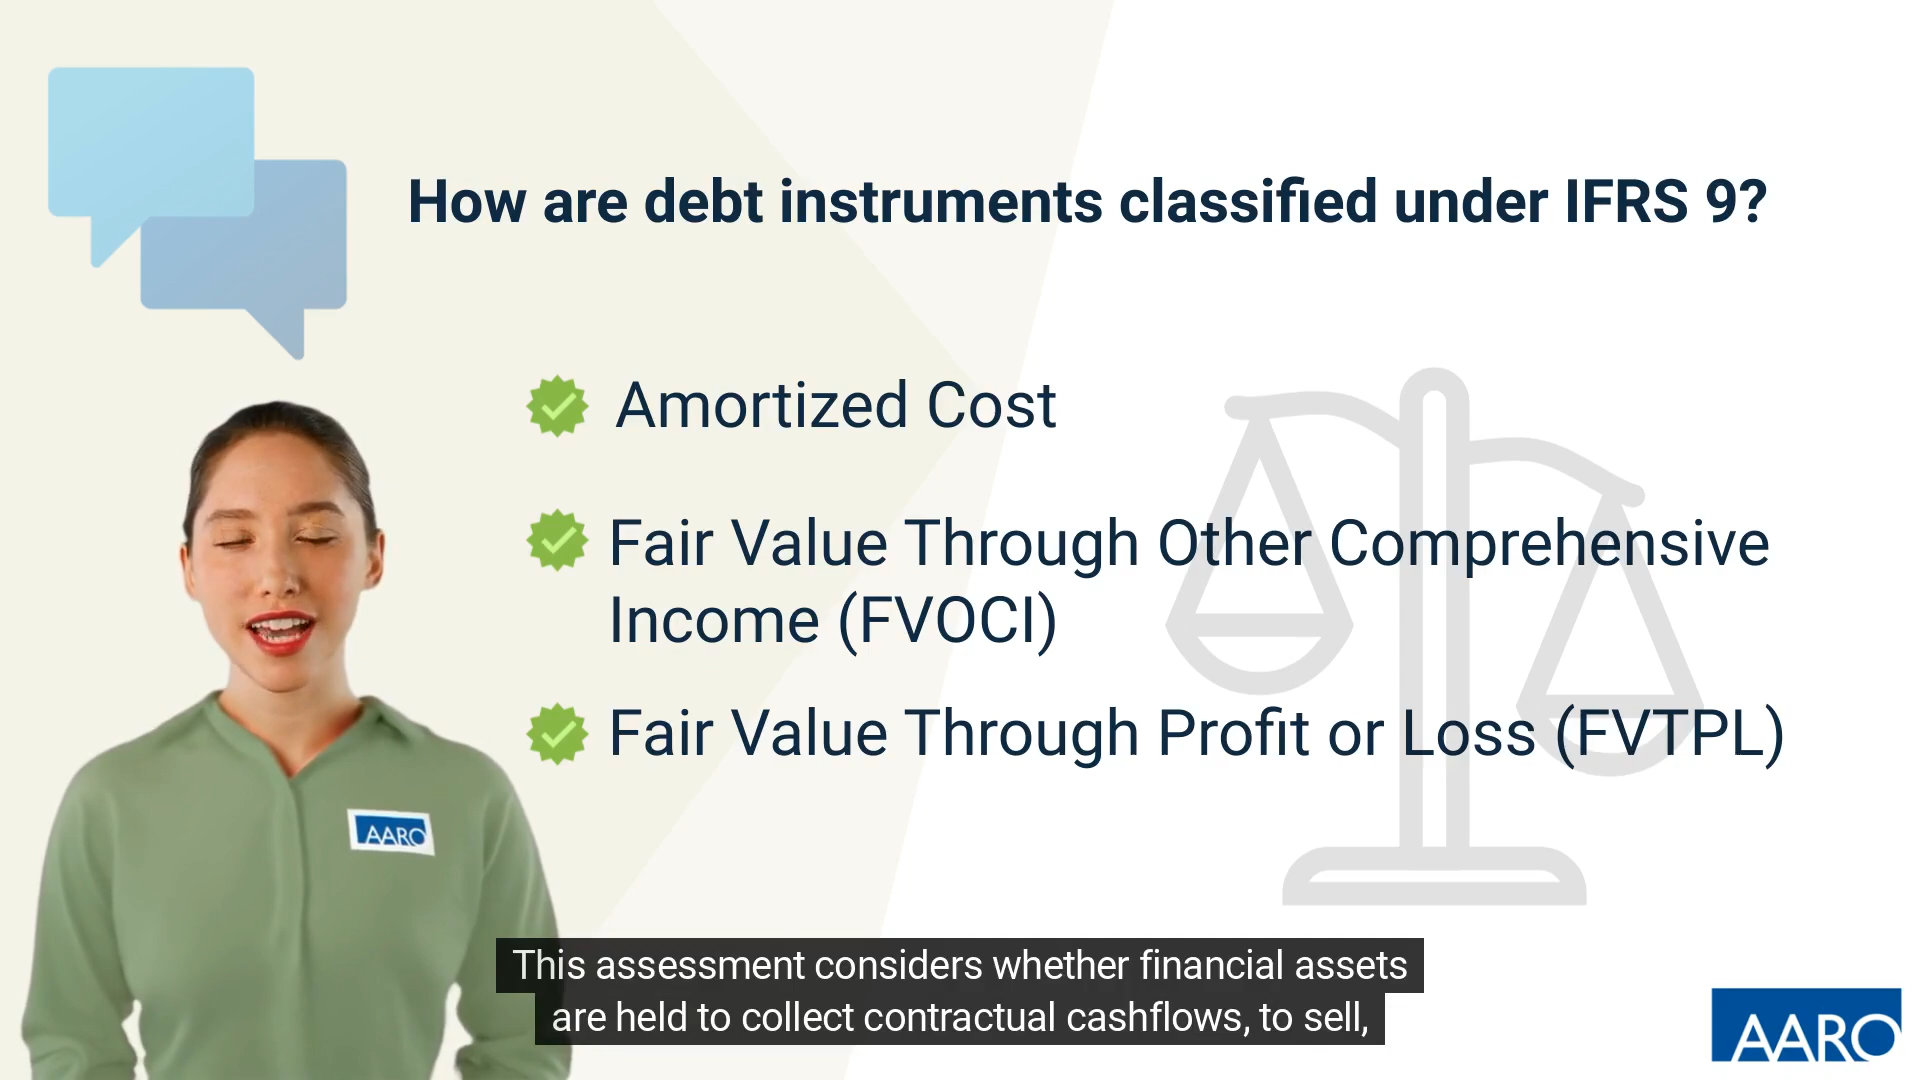 How are debt instruments classified under IFRS 9?
Amortized Cost
Fair Value Through Other Comprehensive
Income (FVOCI)
Fair Value Through Profit or Loss (FVTPL)
AARO
This assessment considers whether financial assets
are held to collect contractual cashflows, to sell,
AARO